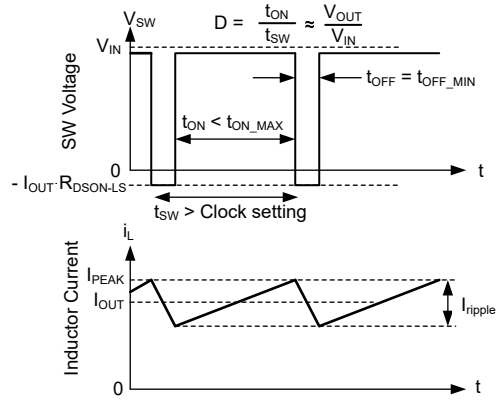 V_SW
D = t_ON / t_SW ≈ V_OUT / V_IN
V_IN
SW Voltage
t_OFF = t_OFF_MIN
t_ON < t_ON_MAX
0
t
- I_OUT·R_DSON-LS
t_SW > Clock setting
i_L
Inductor Current
I_PEAK
I_OUT
I_ripple
0
t